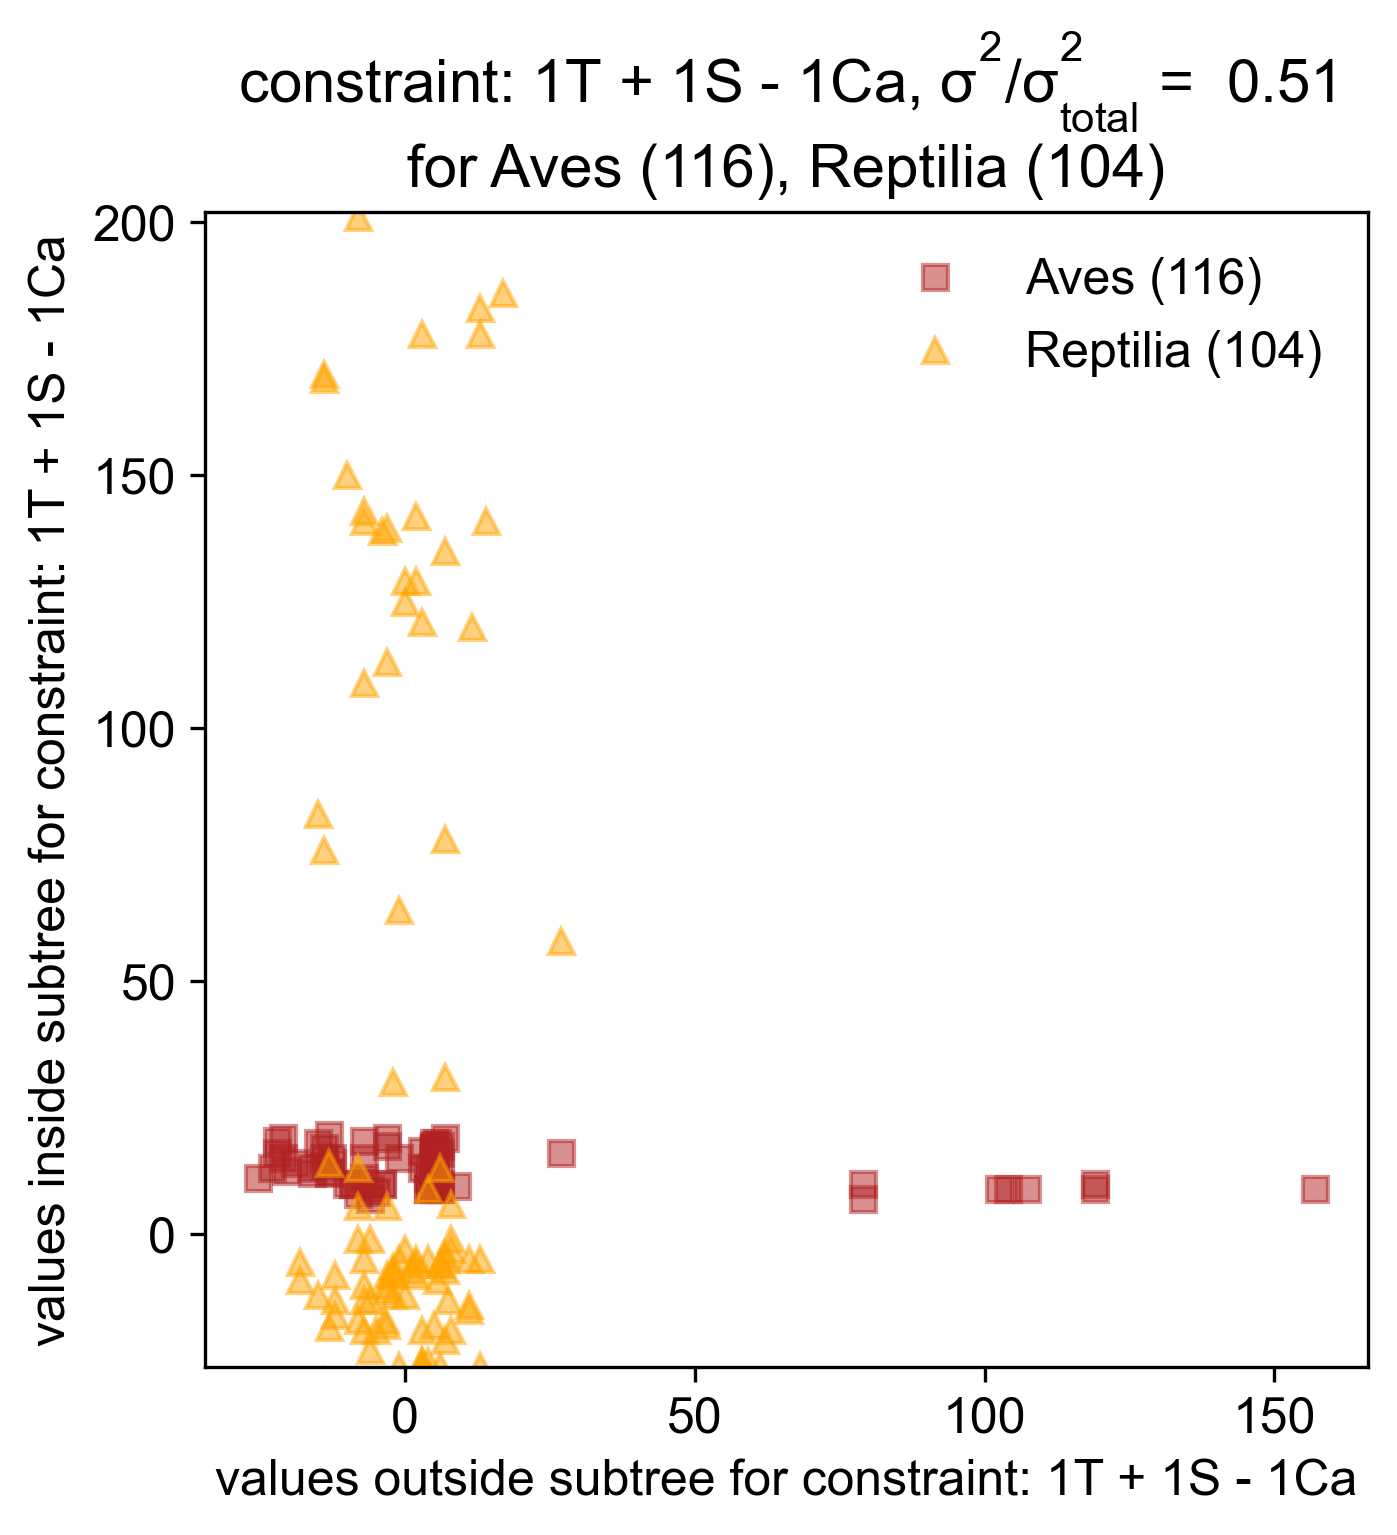 constraint: 1T + 1S - 1Ca, σ²/σ²total = 0.51
for Aves (116), Reptilia (104)
Aves (116)
Reptilia (104)
values inside subtree for constraint: 1T + 1S - 1Ca
200
150
100
50
0
0 50 100 150
values outside subtree for constraint: 1T + 1S - 1Ca